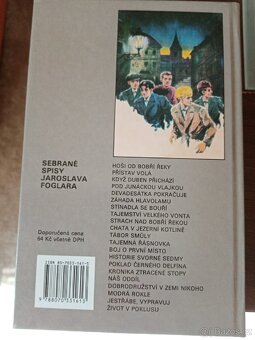 SEBRANÉ
SPISY
JAROSLAVA
FOGLARA
Doporučená cena
64 Kč včetně DPH
HOŠI OD BOBŘÍ ŘEKY
PŘÍSTAV VOLÁ
KDYŽ DUBEN PŘICHÁZÍ
POD JUNÁCKOU VLAJKOU
DEVADESÁTKA POKRAČUJE
ZÁHADA HLAVOLAMU
STÍNADLA SE BOUŘÍ
TAJEMSTVÍ VELKÉHO VONTA
STRACH NAD BOBŘÍ ŘEKOU
CHATA V JEZERNÍ KOTLINĚ
TÁBOR SMŮLY
TAJEMNÁ ŘÁSNOVKA
BOJ O PRVNÍ MÍSTO
HISTORIE SVORNÉ SEDMY
POKLAD ČERNÉHO DELFÍNA
KRONIKA ZTRACENÉ STOPY
NÁŠ ODDÍL
DOBRODRUŽSTVÍ V ZEMI NIKOHO
MODRÁ ROKLE
JESTŘÁBE, VYPRAVUJ
ŽIVOT V POKLUSU
9788070331613